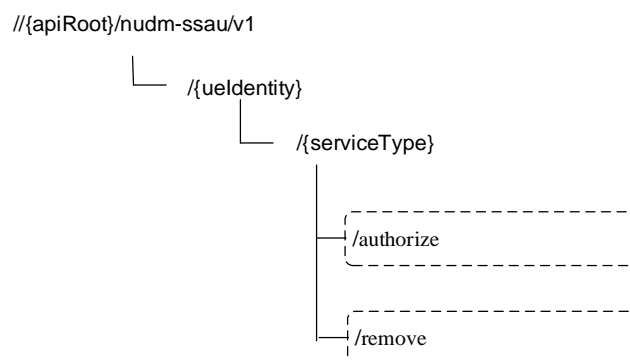 //{apiRoot}/nudm-ssau/v1
/{ueIdentity}
/{serviceType}
/authorize
/remove